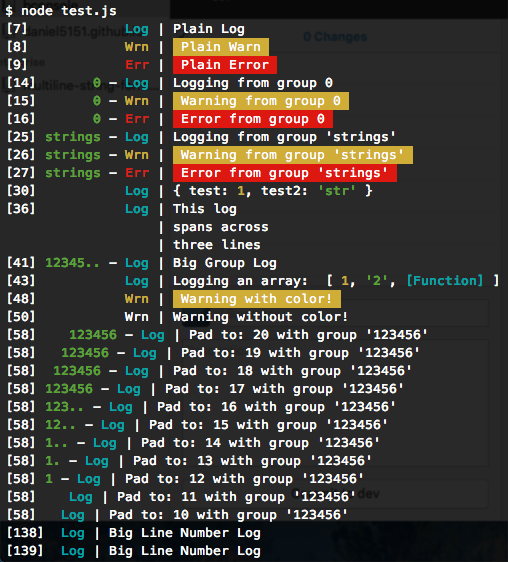 $ node test.js
[7] Log | Plain Log
[8] Wrn | Plain Warn
[9] Err | Plain Error
[14] 0 – Log | Logging from group 0
[15] 0 – Wrn | Warning from group 0
[16] 0 – Err | Error from group 0
[25] strings – Log | Logging from group 'strings'
[26] strings – Wrn | Warning from group 'strings'
[27] strings – Err | Error from group 'strings'
[30] Log | { test: 1, test2: 'str' }
[36] Log | This log
| spans across
| three lines
[41] 12345.. – Log | Big Group Log
[43] Log | Logging an array: [ 1, '2', [Function] ]
[48] Wrn | Warning with color!
[50] Wrn | Warning without color!
[58] 123456 – Log | Pad to: 20 with group '123456'
[58] 123456 – Log | Pad to: 19 with group '123456'
[58] 123456 – Log | Pad to: 18 with group '123456'
[58] 123456 – Log | Pad to: 17 with group '123456'
[58] 123.. – Log | Pad to: 16 with group '123456'
[58] 12.. – Log | Pad to: 15 with group '123456'
[58] 1.. – Log | Pad to: 14 with group '123456'
[58] 1. – Log | Pad to: 13 with group '123456'
[58] 1 – Log | Pad to: 12 with group '123456'
[58] Log | Pad to: 11 with group '123456'
[58] Log | Pad to: 10 with group '123456'
[138] Log | Big Line Number Log
[139] Log | Big Line Number Log
0 Changes